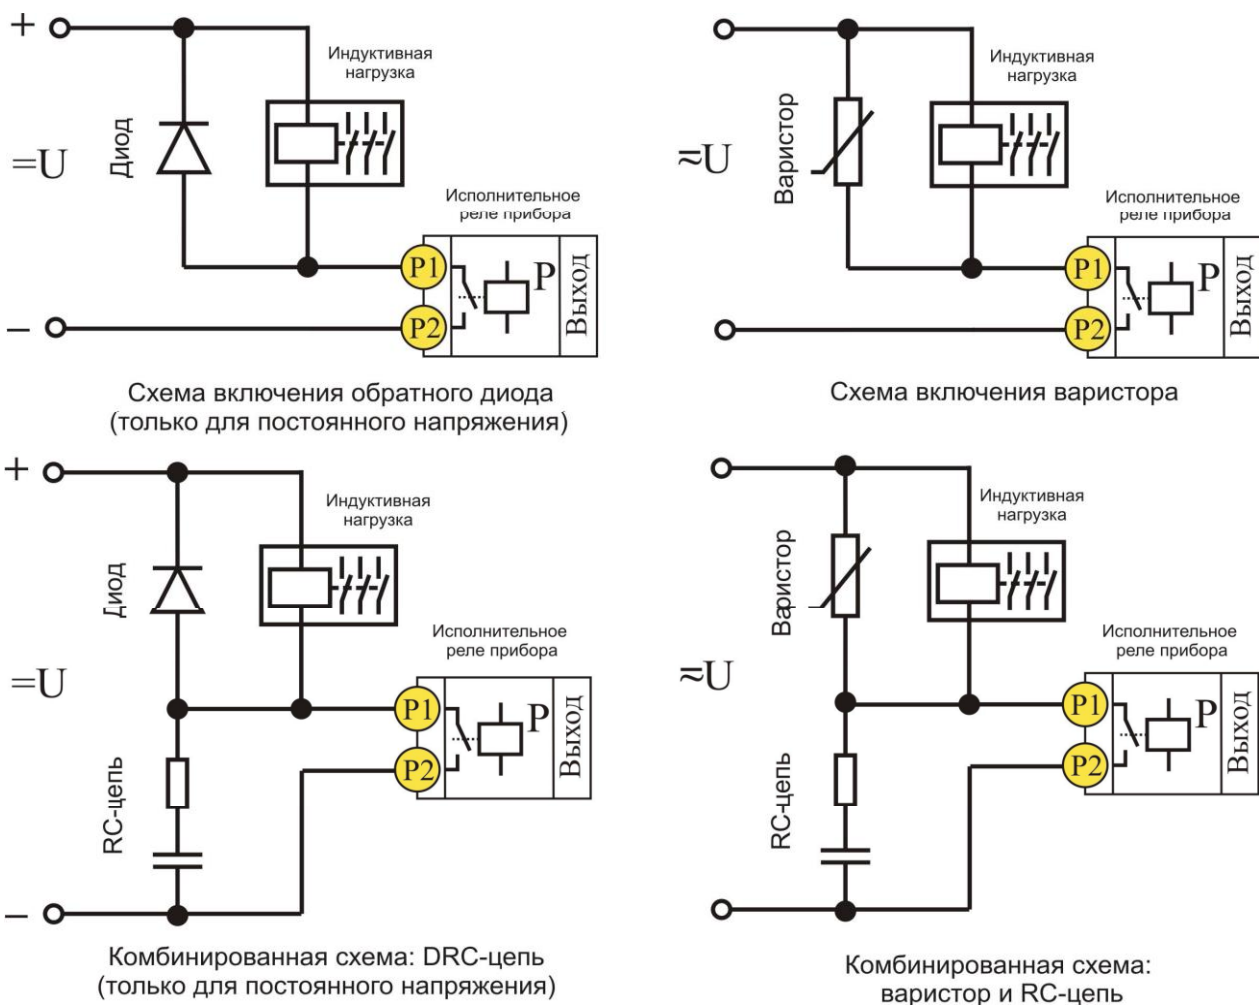 +
Индуктивная
нагрузка
Диод
=U
Исполнительное
реле прибора
P1
P
Выход
P2
–
Схема включения обратного диода
(только для постоянного напряжения)
Индуктивная
нагрузка
Варистор
≂U
Исполнительное
реле прибора
P1
P
Выход
P2
Схема включения варистора
+
Индуктивная
нагрузка
Диод
=U
Исполнительное
реле прибора
P1
P
Выход
P2
RC-цепь
–
Комбинированная схема: DRC-цепь
(только для постоянного напряжения)
Индуктивная
нагрузка
Варистор
≂U
Исполнительное
реле прибора
P1
P
Выход
P2
RC-цепь
Комбинированная схема:
варистор и RC-цепь